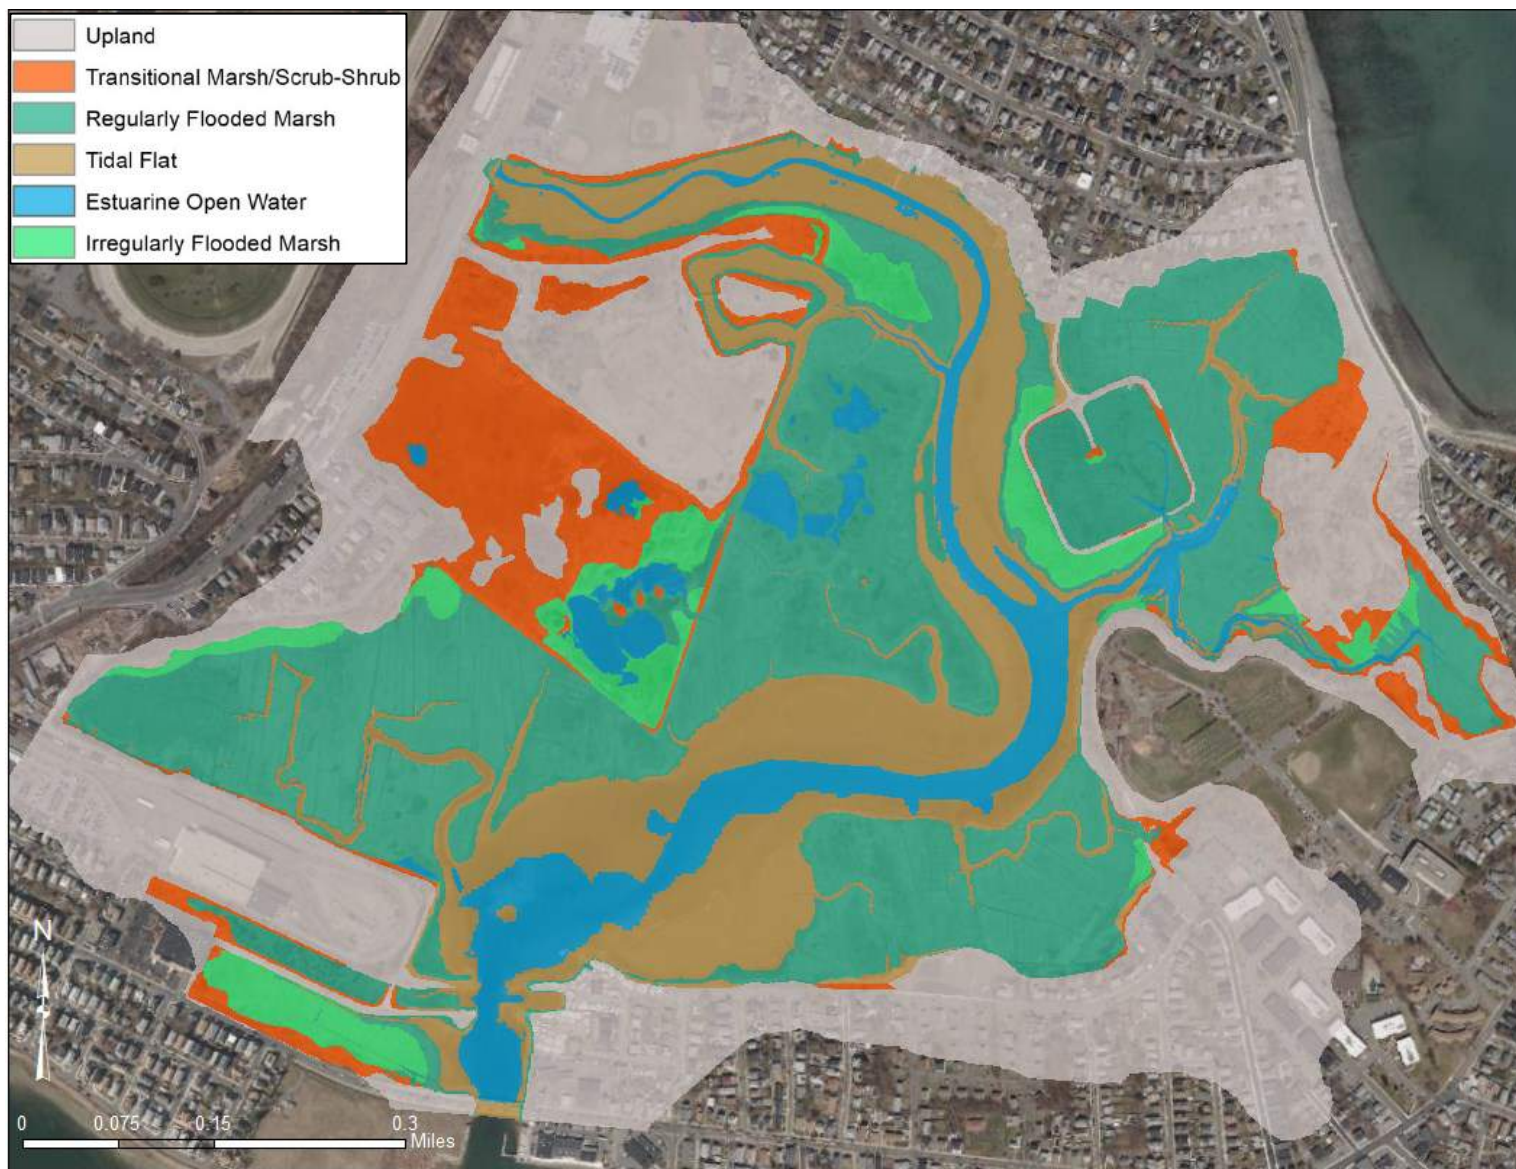 Upland
Transitional Marsh/Scrub-Shrub
Regularly Flooded Marsh
Tidal Flat
Estuarine Open Water
Irregularly Flooded Marsh
N
0 0.075 0.15 0.3
Miles